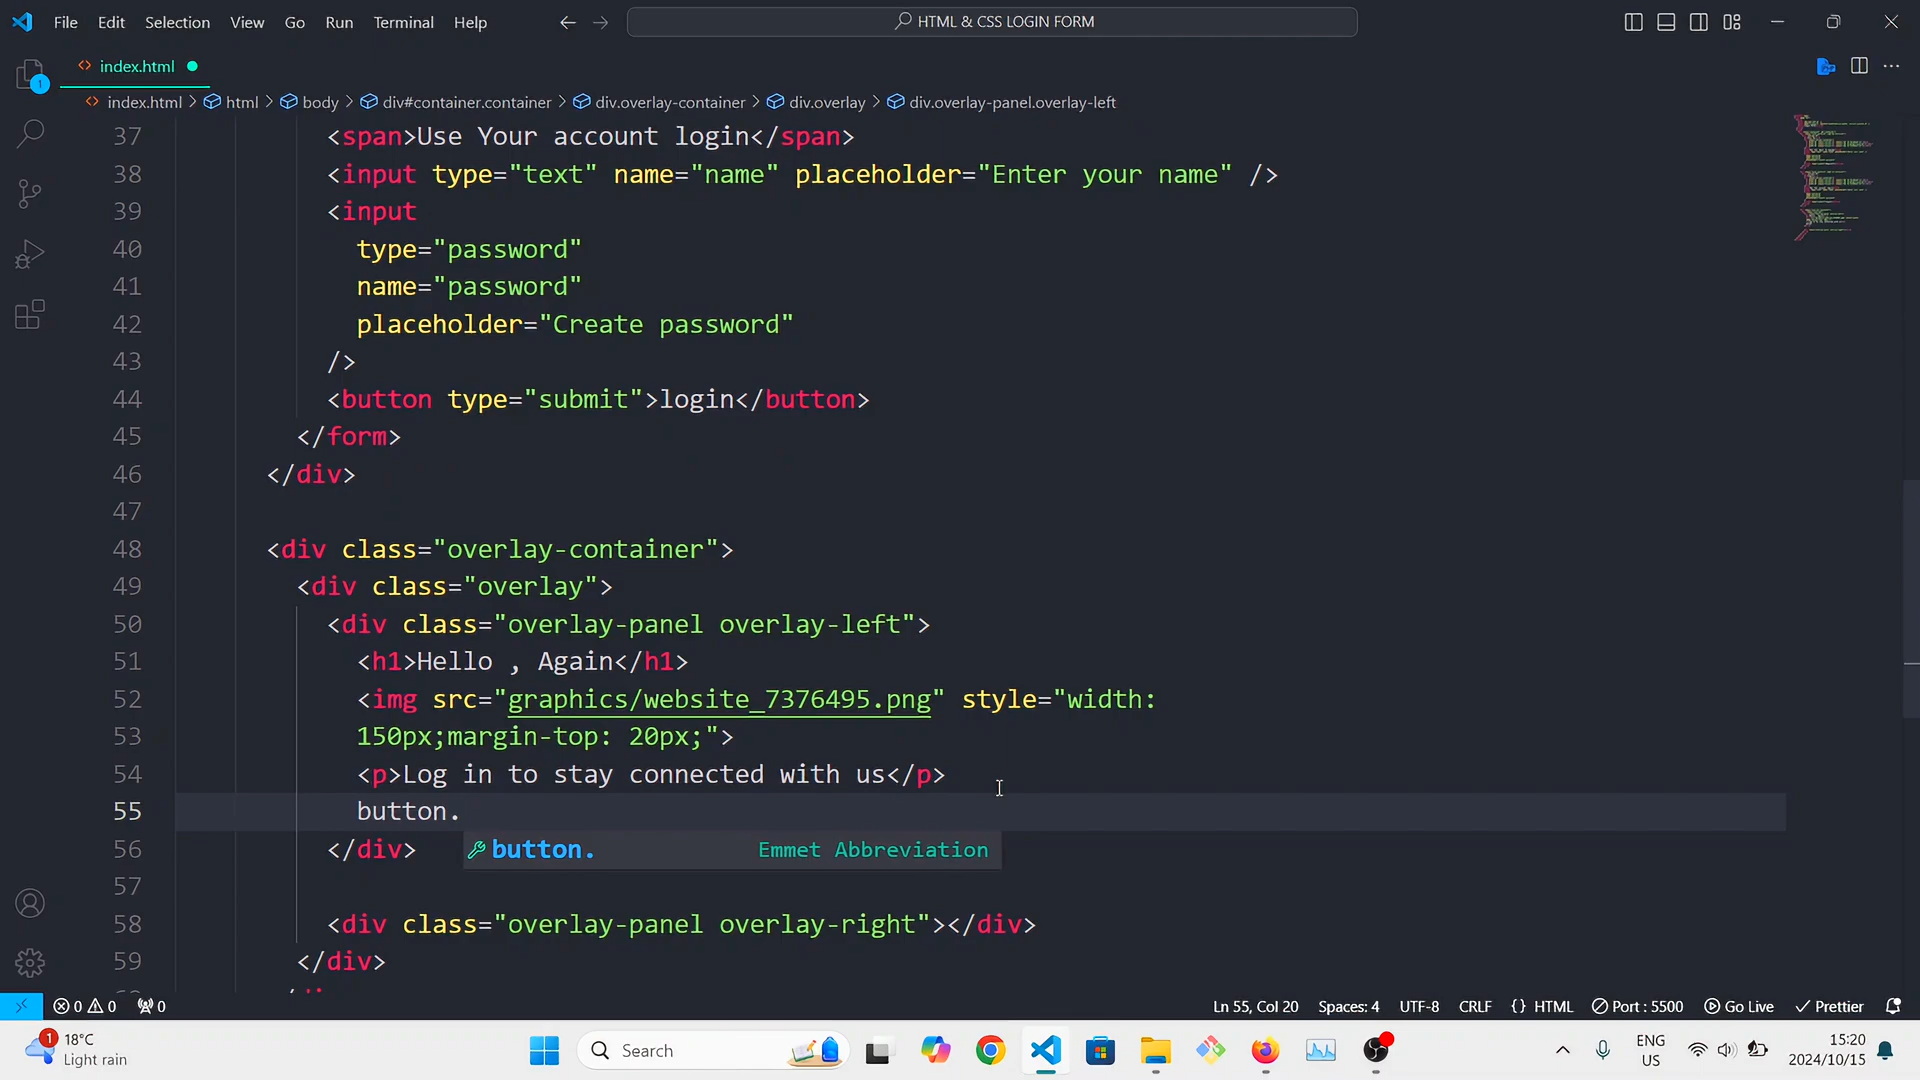 File Edit Selection View Go Run Terminal Help
HTML & CSS LOGIN FORM
index.html
1
index.html > html > body > div#container.container > div.overlay-container > div.overlay > div.overlay-panel.overlay-left
37 <span>Use Your account login</span>
38 <input type="text" name="name" placeholder="Enter your name" />
39 <input
40 type="password"
41 name="password"
42 placeholder="Create password"
43 />
44 <button type="submit">login</button>
45 </form>
46 </div>
47
48 <div class="overlay-container">
49 <div class="overlay">
50 <div class="overlay-panel overlay-left">
51 <h1>Hello , Again</h1>
52 <img src="graphics/website_7376495.png" style="width:
53 150px;margin-top: 20px;">
54 <p>Log in to stay connected with us</p>
55 button.
56 </div>
button. Emmet Abbreviation
57
58 <div class="overlay-panel overlay-right"></div>
59 </div>
0 0 0 Ln 55, Col 20 Spaces: 4 UTF-8 CRLF {} HTML Port : 5500 Go Live Prettier
1 18°C
Light rain
Search
ENG
US
15:20
2024/10/15